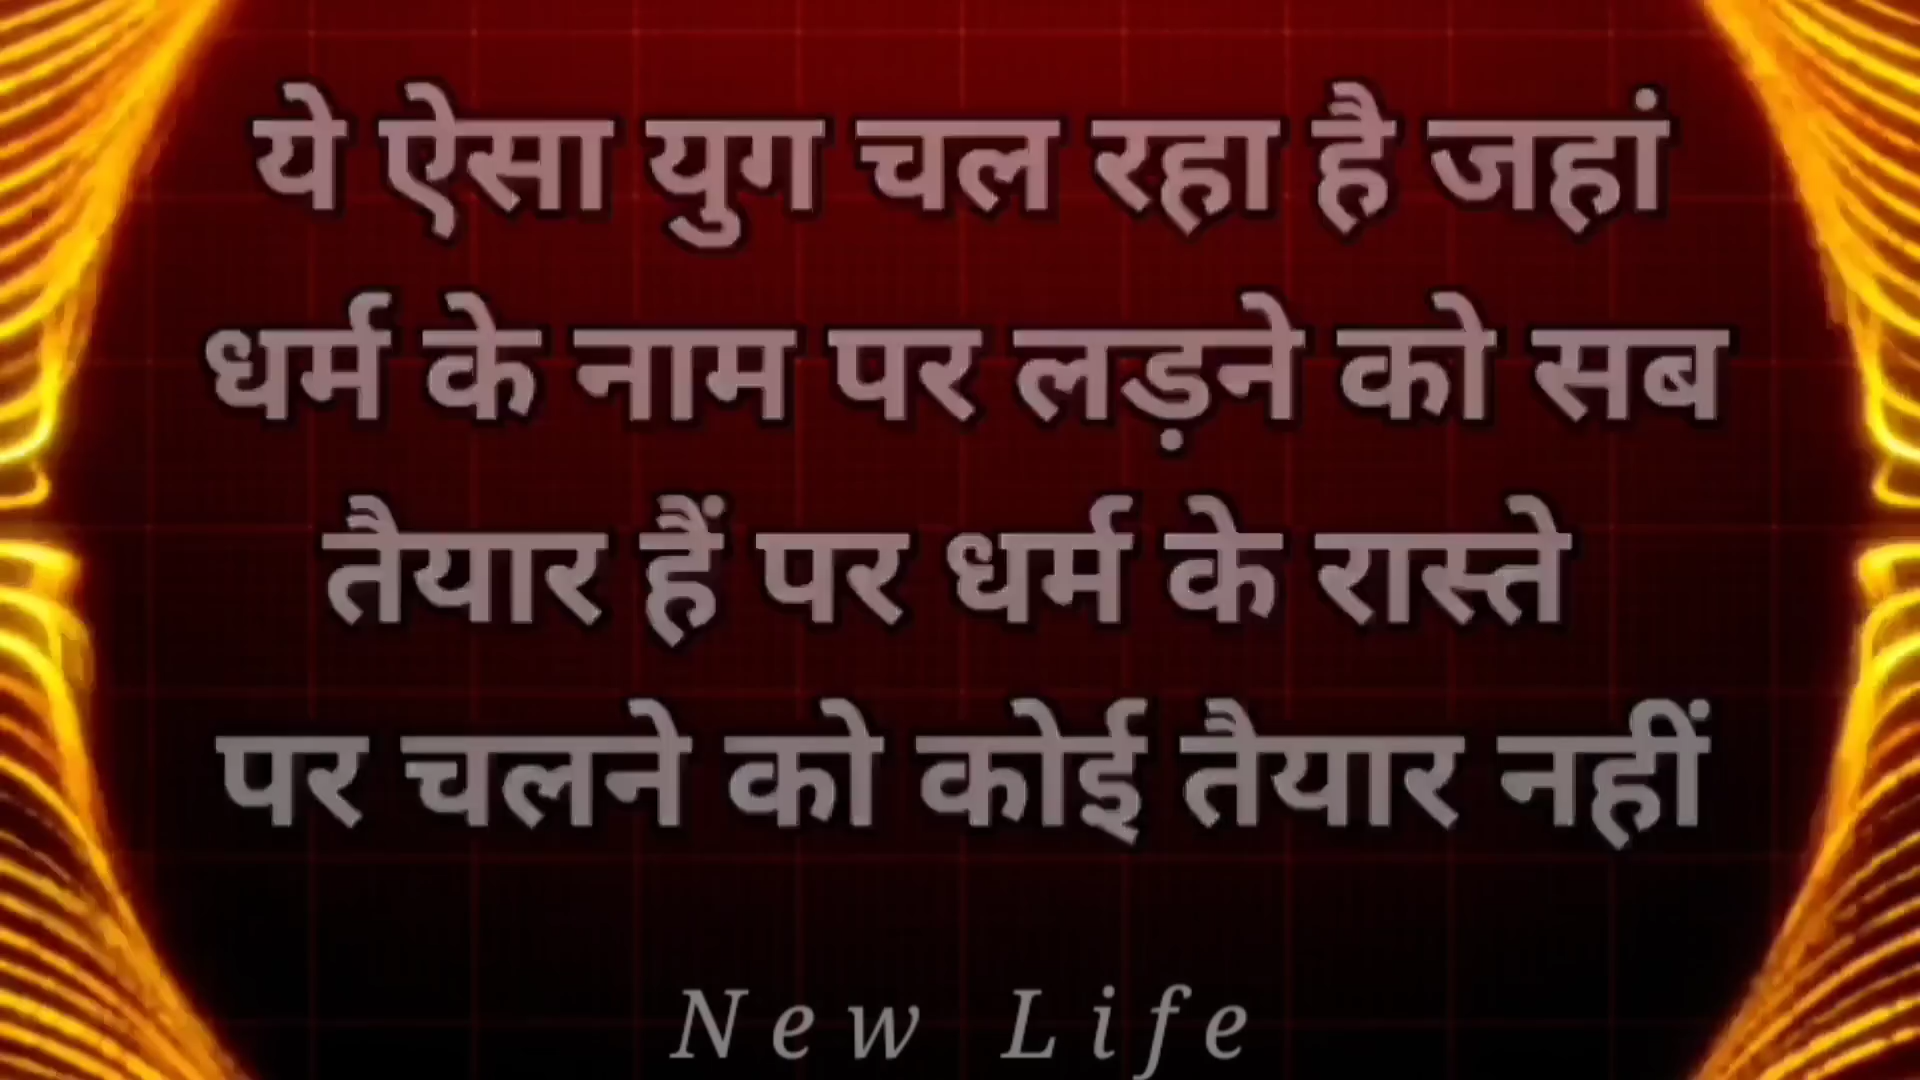 ये ऐसा युग चल रहा है जहां
धर्म के नाम पर लड़ने को सब
तैयार हैं पर धर्म के रास्ते
पर चलने को कोई तैयार नहीं
New Life